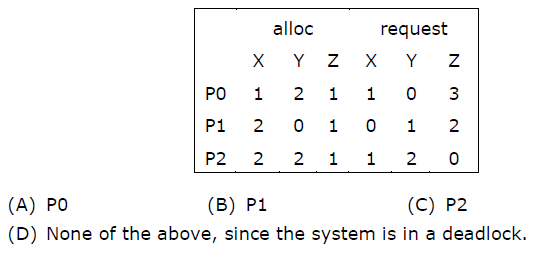 alloc request
X Y Z X Y Z
P0 1 2 1 1 0 3
P1 2 0 1 0 1 2
P2 2 2 1 1 2 0
(A) P0 (B) P1 (C) P2
(D) None of the above, since the system is in a deadlock.